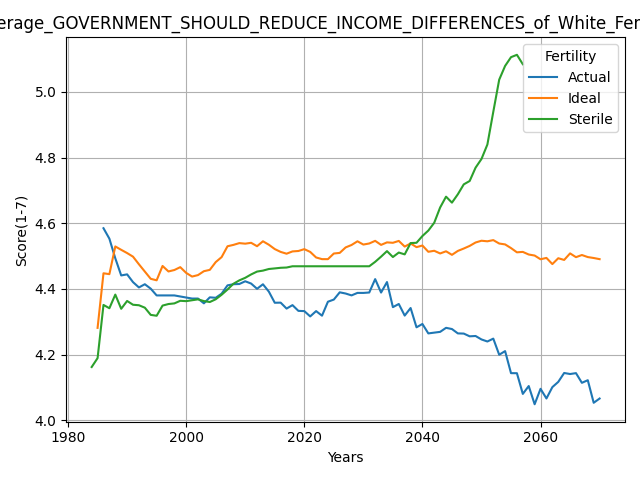 erage_GOVERNMENT_SHOULD_REDUCE_INCOME_DIFFERENCES_of_White_Fer
Fertility
Actual
Ideal
Sterile
Score(1-7)
5.0
4.8
4.6
4.4
4.2
4.0
1980
2000
2020
2040
2060
Years